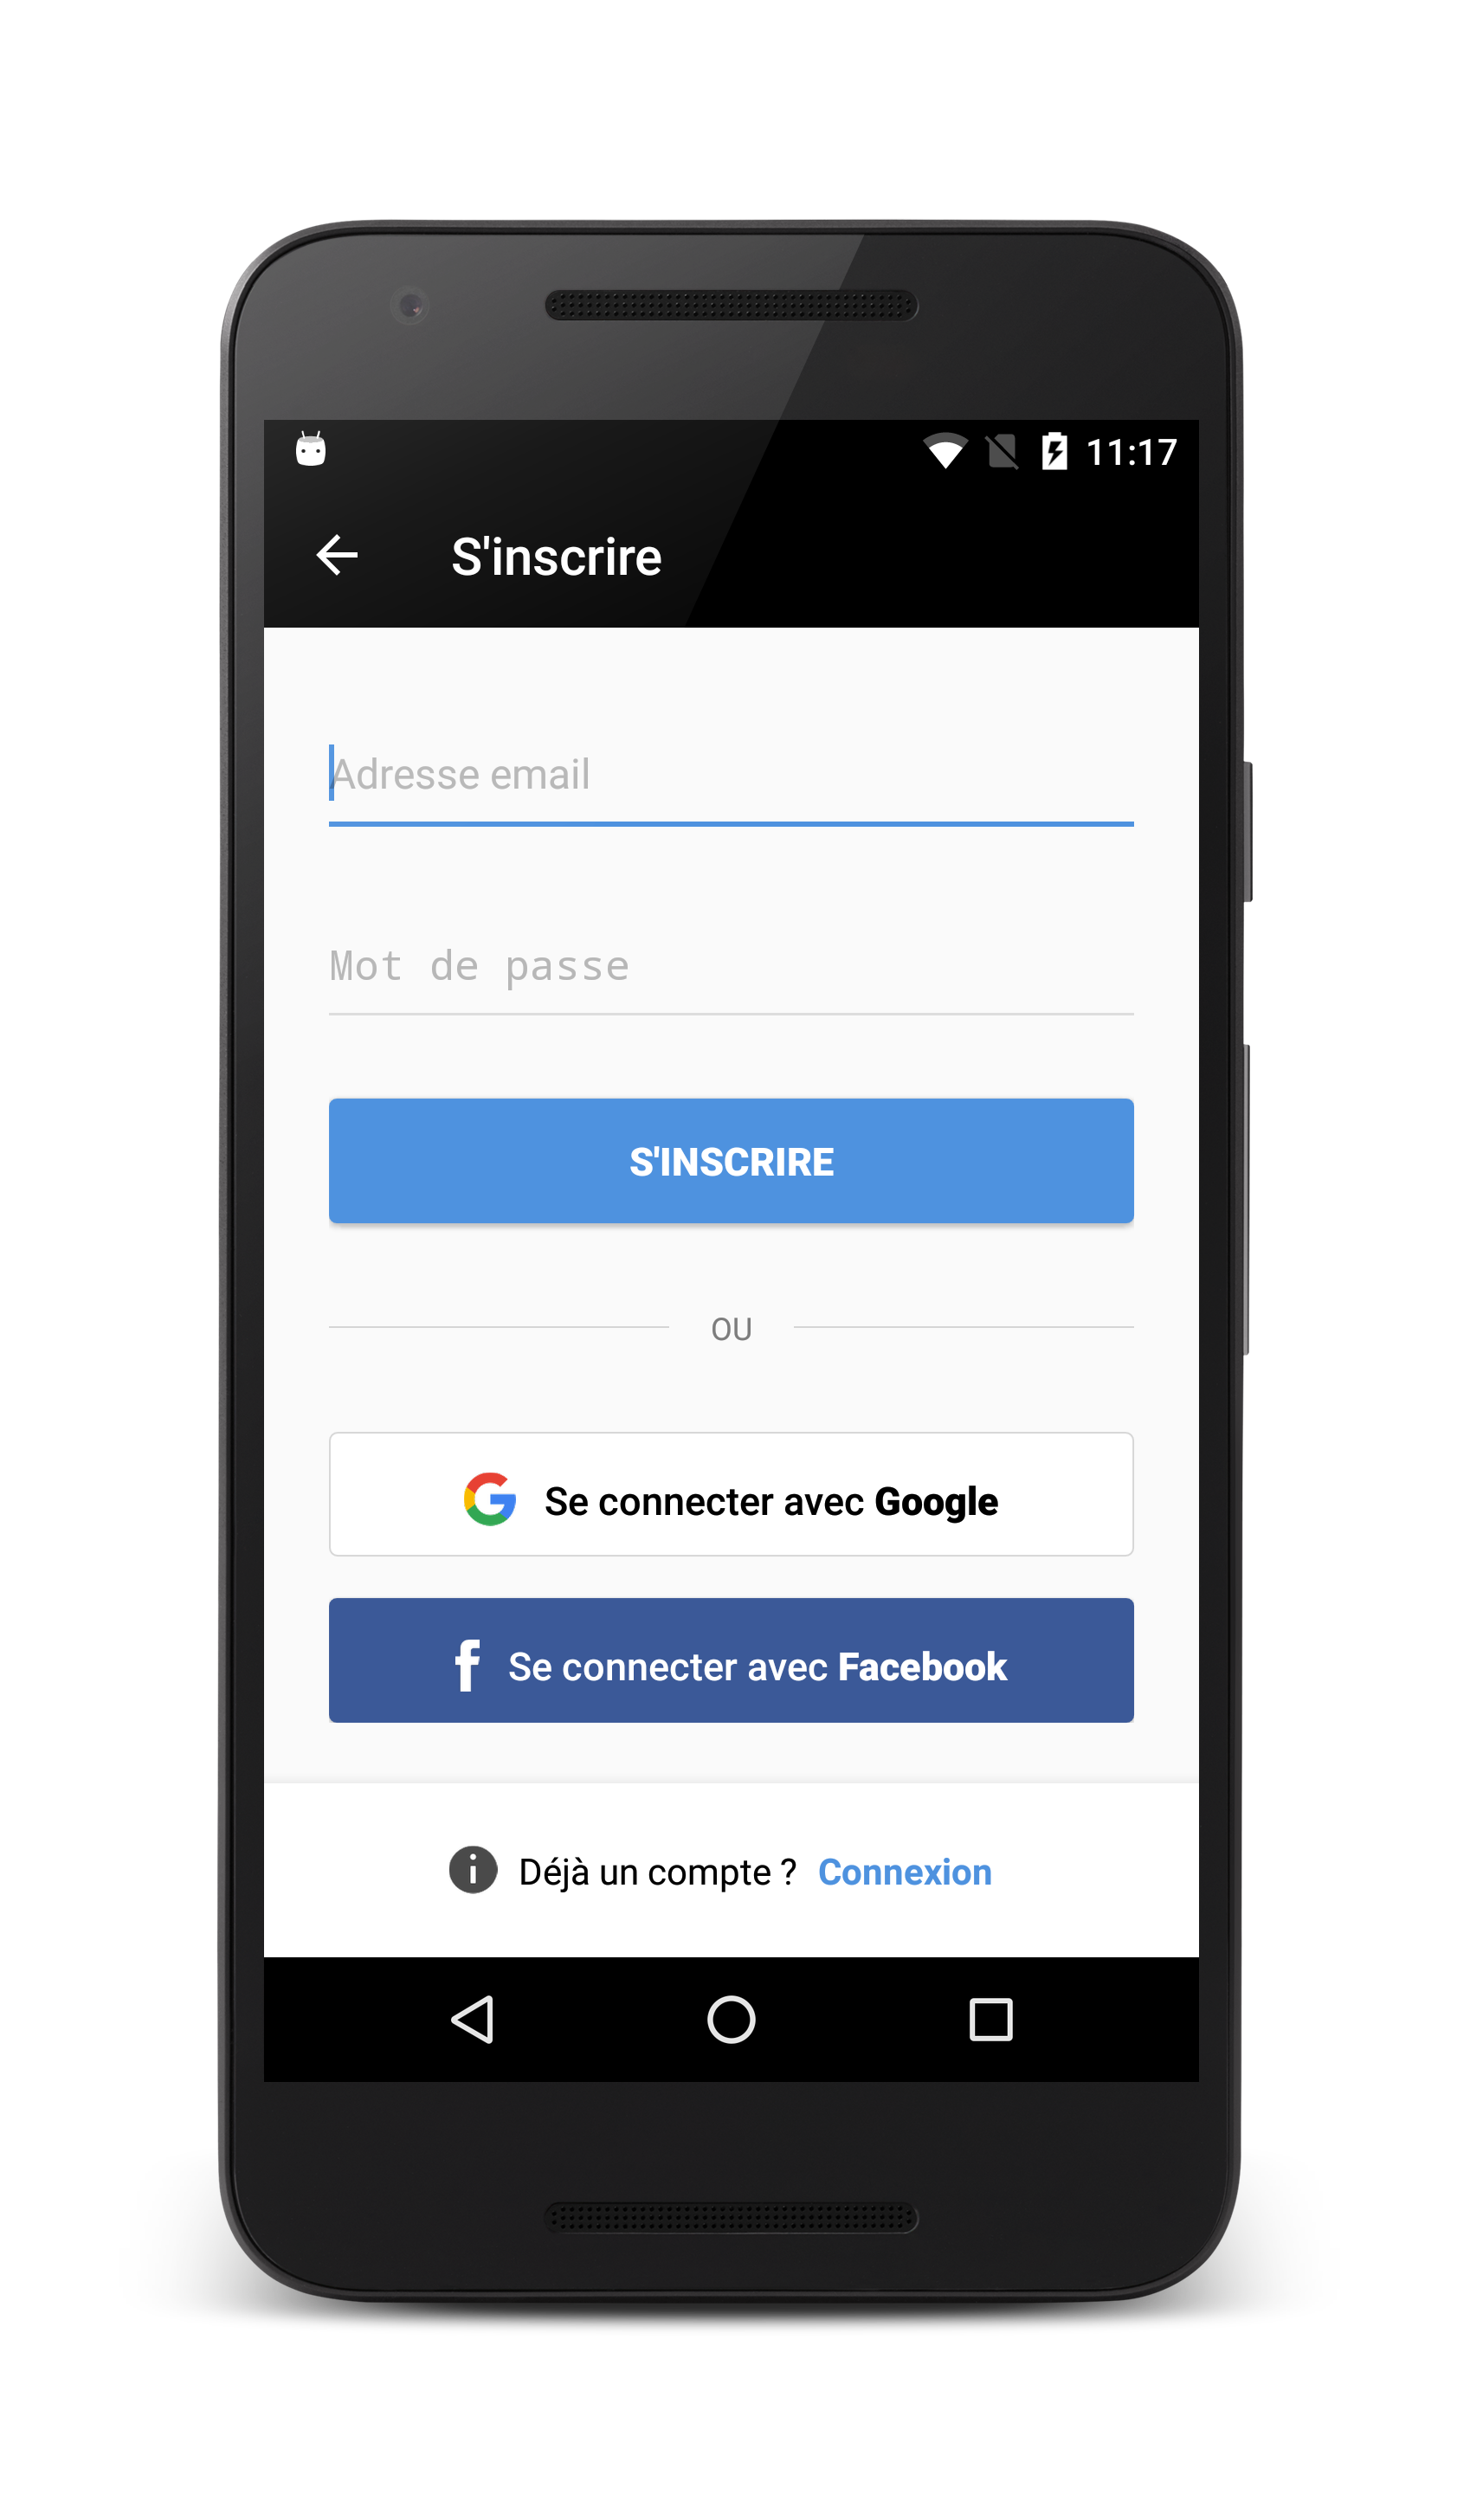 11:17
S'inscrire
Adresse email
Mot de passe
S'INSCRIRE
OU
Se connecter avec Google
Se connecter avec Facebook
Déjà un compte ? Connexion